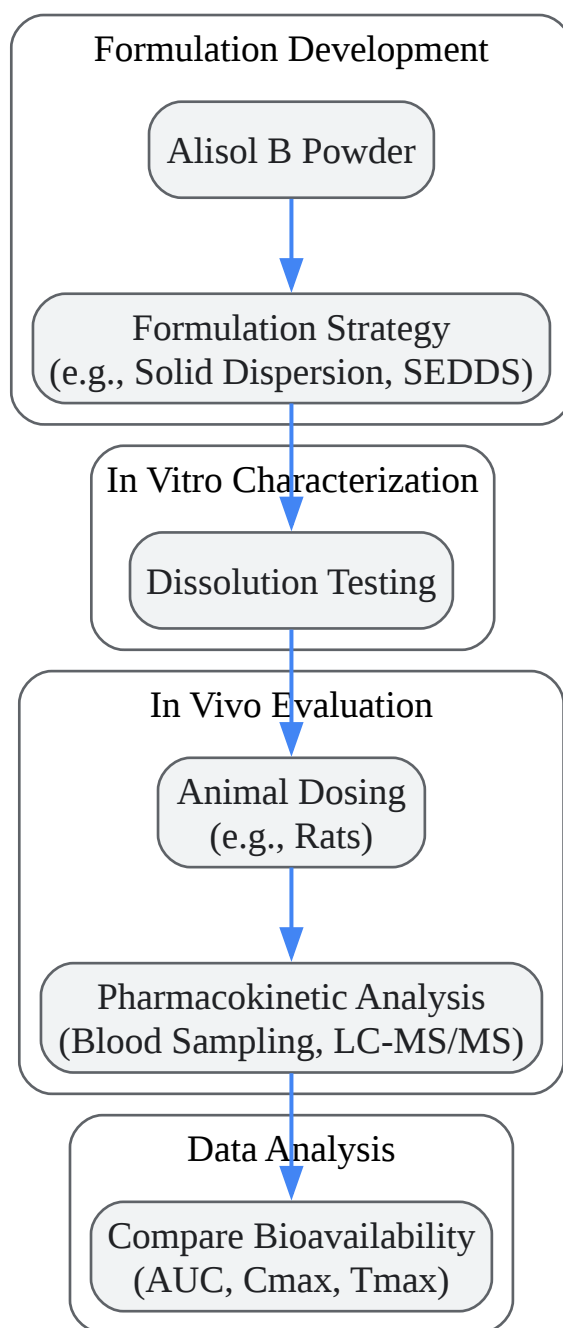 Formulation Development
Alisol B Powder
Formulation Strategy
(e.g., Solid Dispersion, SEDDS)
In Vitro Characterization
Dissolution Testing
In Vivo Evaluation
Animal Dosing
(e.g., Rats)
Pharmacokinetic Analysis
(Blood Sampling, LC-MS/MS)
Data Analysis
Compare Bioavailability
(AUC, Cmax, Tmax)